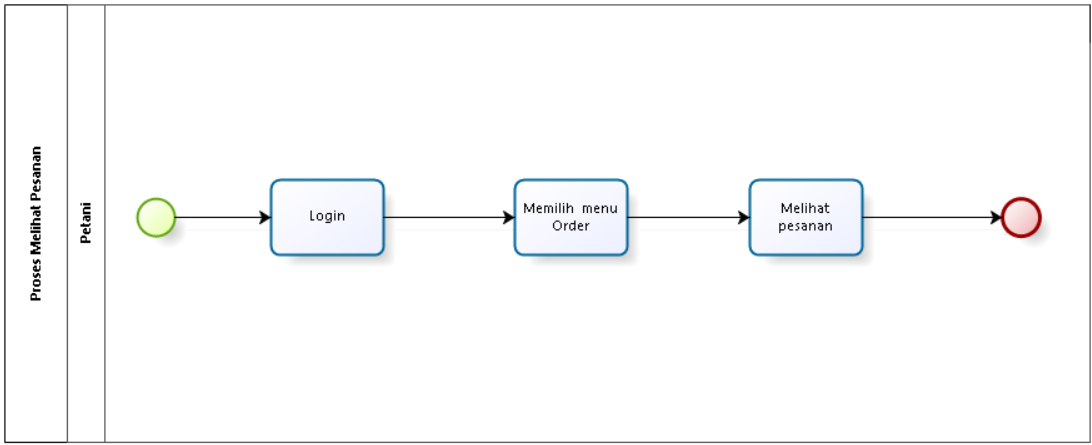 Proses Melihat Pesanan
Petani
Login
Memilih menu
Order
Melihat
pesanan